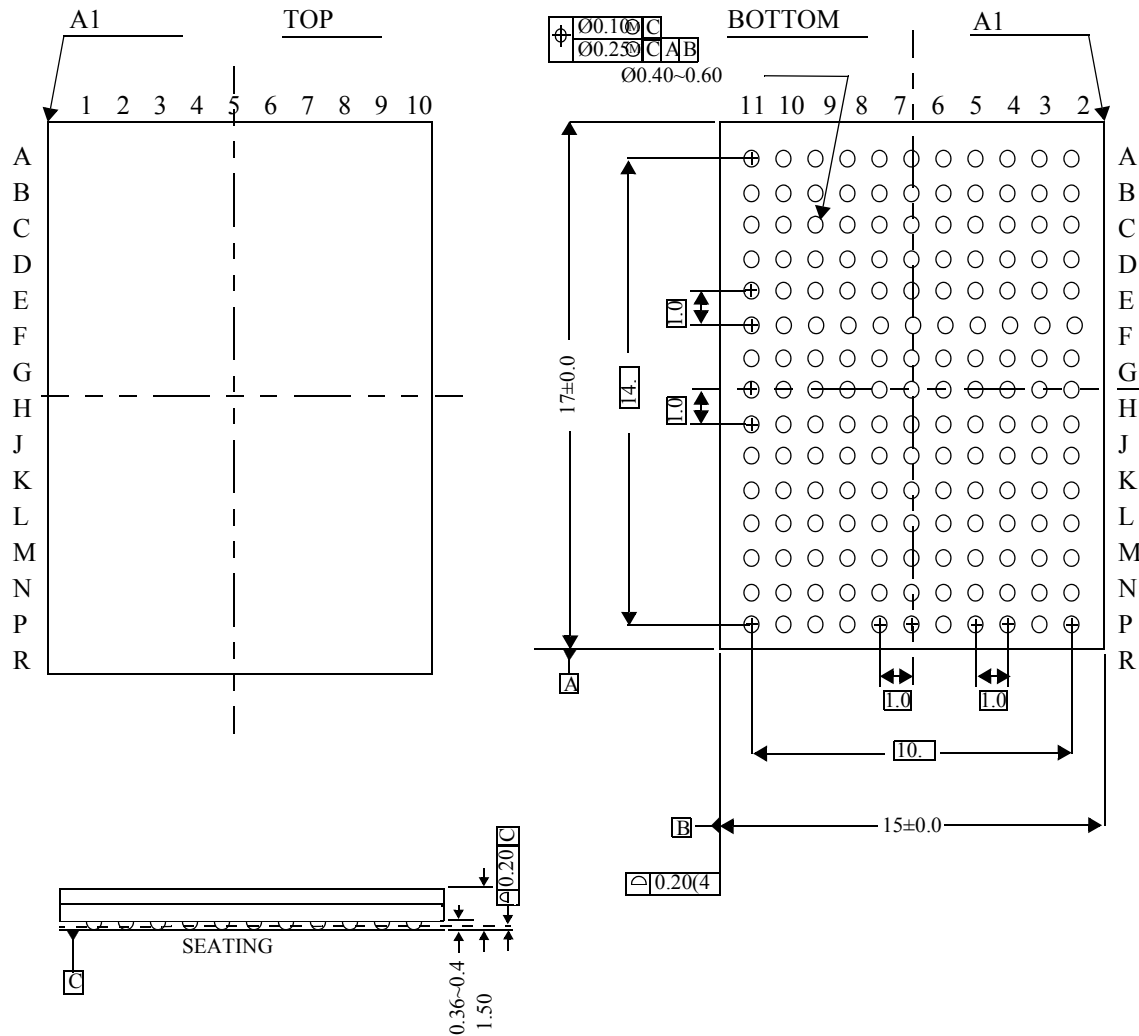 A1
TOP
1 2 3 4 5 6 7 8 9 10
A
B
C
D
E
F
G
H
J
K
L
M
N
P
R
Ø0.10Ⓜ C
Ø0.25Ⓜ C A B
Ø0.40~0.60
BOTTOM
A1
11 10 9 8 7 6 5 4 3 2
A
B
C
D
E
F
G
H
J
K
L
M
N
P
R
1.0
1.0
14.
17±0.0
A
1.0
1.0
10.
B
15±0.0
0.20(4
0.20 C
SEATING
C
0.36~0.4
1.50